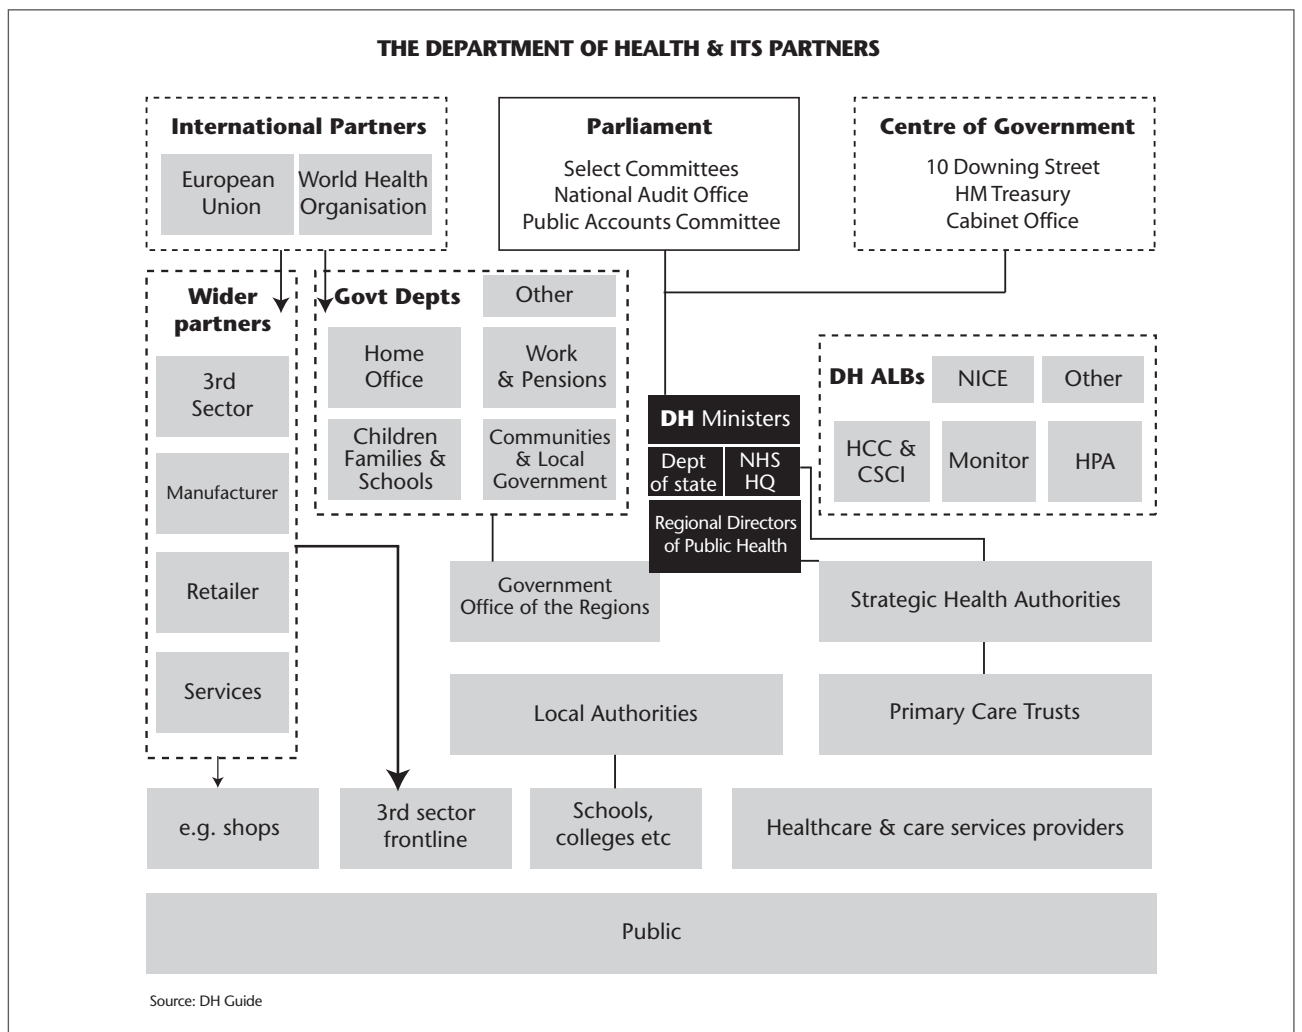 THE DEPARTMENT OF HEALTH & ITS PARTNERS
International Partners
European
Union
World Health
Organisation
Parliament
Select Committees
National Audit Office
Public Accounts Committee
Centre of Government
10 Downing Street
HM Treasury
Cabinet Office
Wider
partners
3rd
Sector
Manufacturer
Retailer
Services
Govt Depts
Other
Home
Office
Work
& Pensions
Children
Families &
Schools
Communities
& Local
Government
DH Ministers
Dept
of state
NHS
HQ
Regional Directors
of Public Health
DH ALBs
NICE
Other
HCC &
CSCI
Monitor
HPA
Government
Office of the Regions
Strategic Health Authorities
Local Authorities
Primary Care Trusts
e.g. shops
3rd sector
frontline
Schools,
colleges etc
Healthcare & care services providers
Public
Source: DH Guide